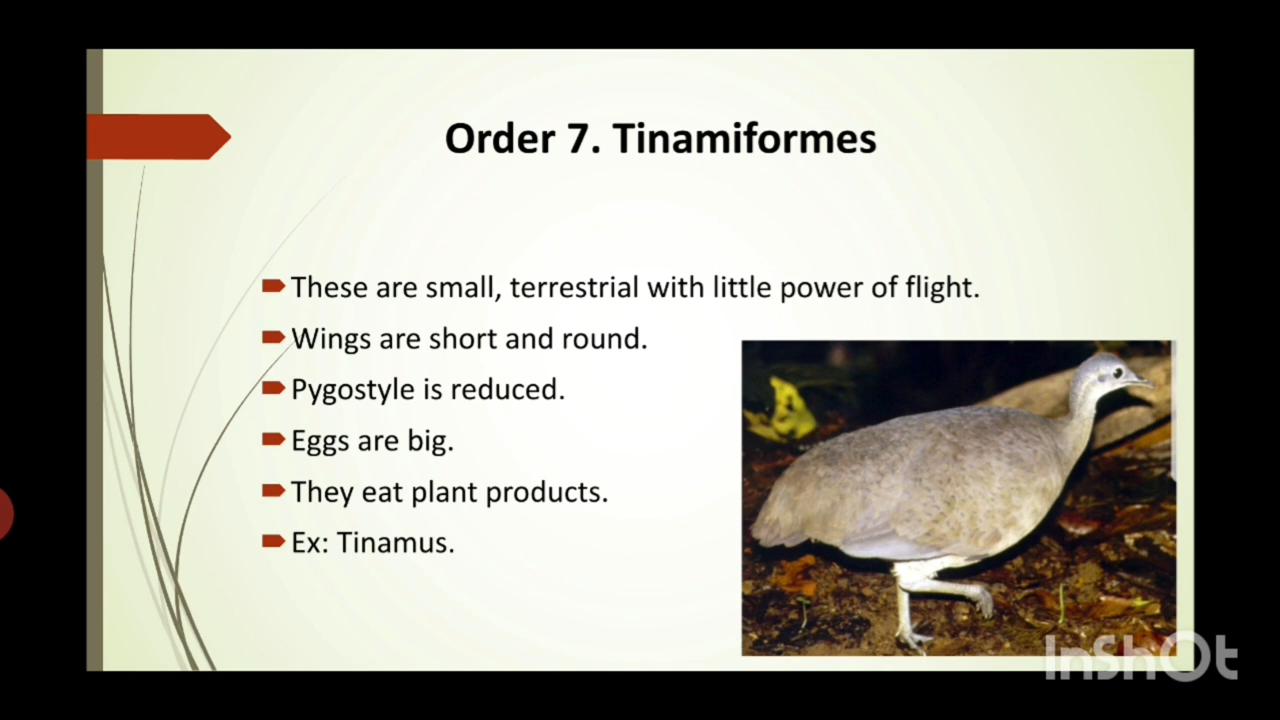 Order 7. Tinamiformes
These are small, terrestrial with little power of flight.
Wings are short and round.
Pygostyle is reduced.
Eggs are big.
They eat plant products.
Ex: Tinamus.
InShOt